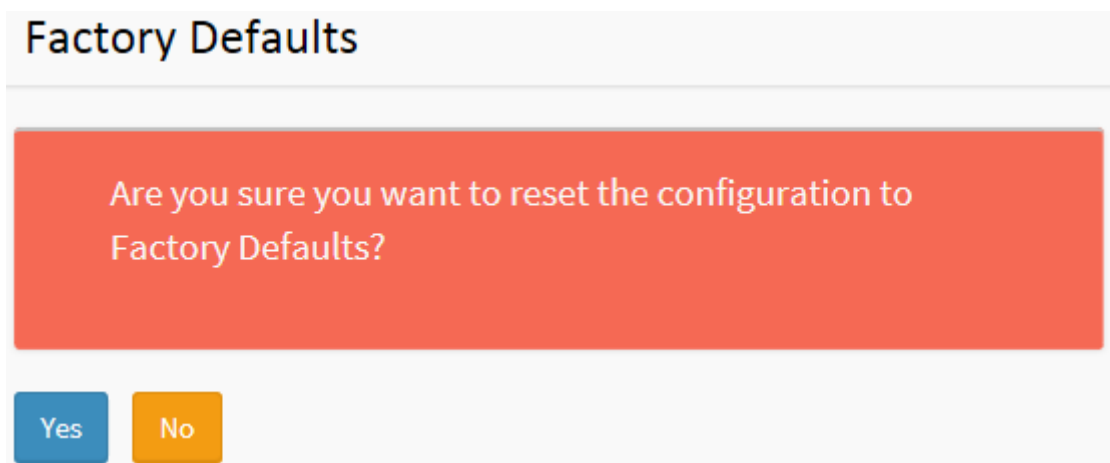 Factory Defaults
Are you sure you want to reset the configuration to
Factory Defaults?
Yes No